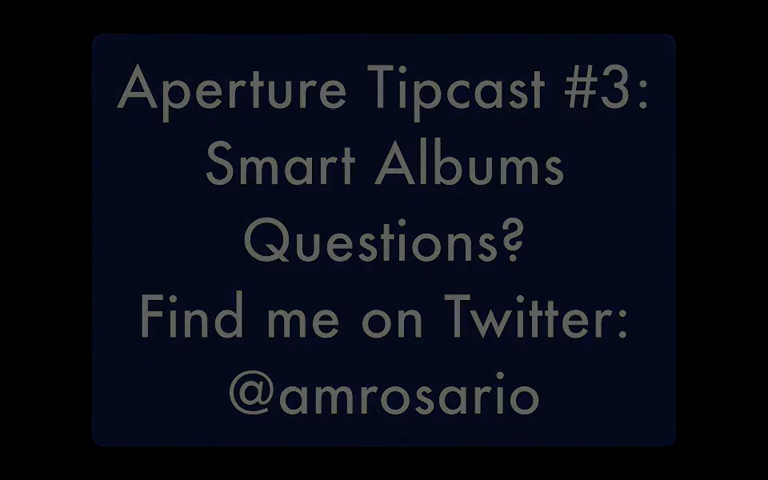 Aperture Tipcast #3:
Smart Albums
Questions?
Find me on Twitter:
@amrosario